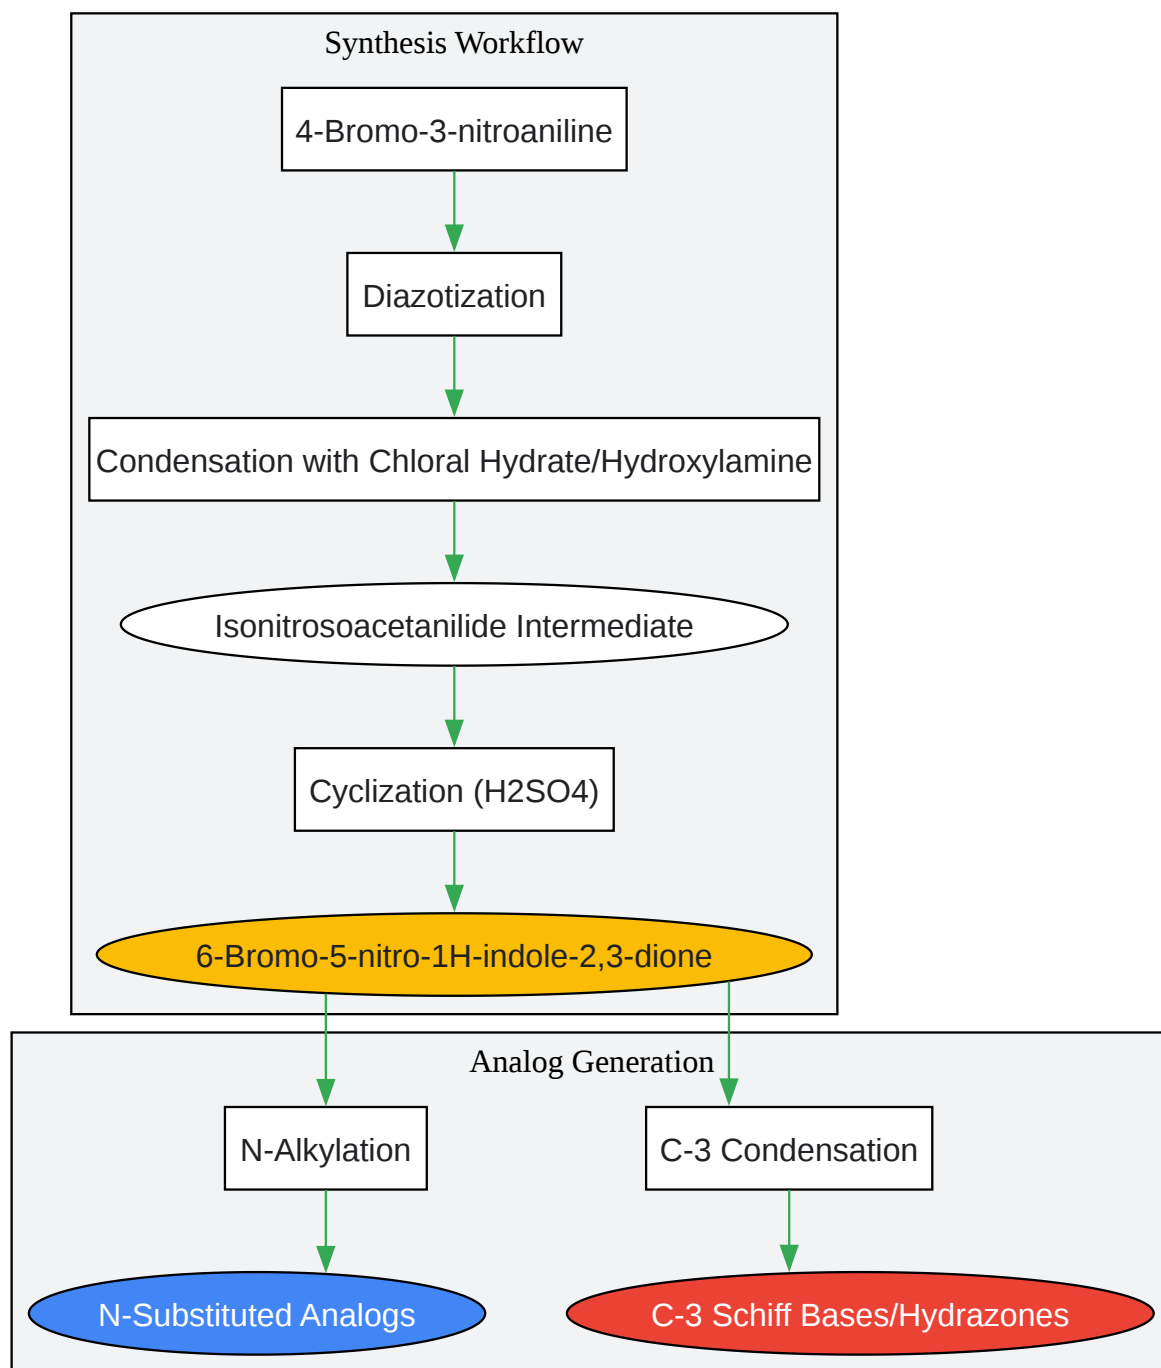 Synthesis Workflow
4-Bromo-3-nitroaniline
Diazotization
Condensation with Chloral Hydrate/Hydroxylamine
Isonitrosoacetanilide Intermediate
Cyclization (H2SO4)
6-Bromo-5-nitro-1H-indole-2,3-dione
Analog Generation
N-Alkylation
C-3 Condensation
N-Substituted Analogs
C-3 Schiff Bases/Hydrazones